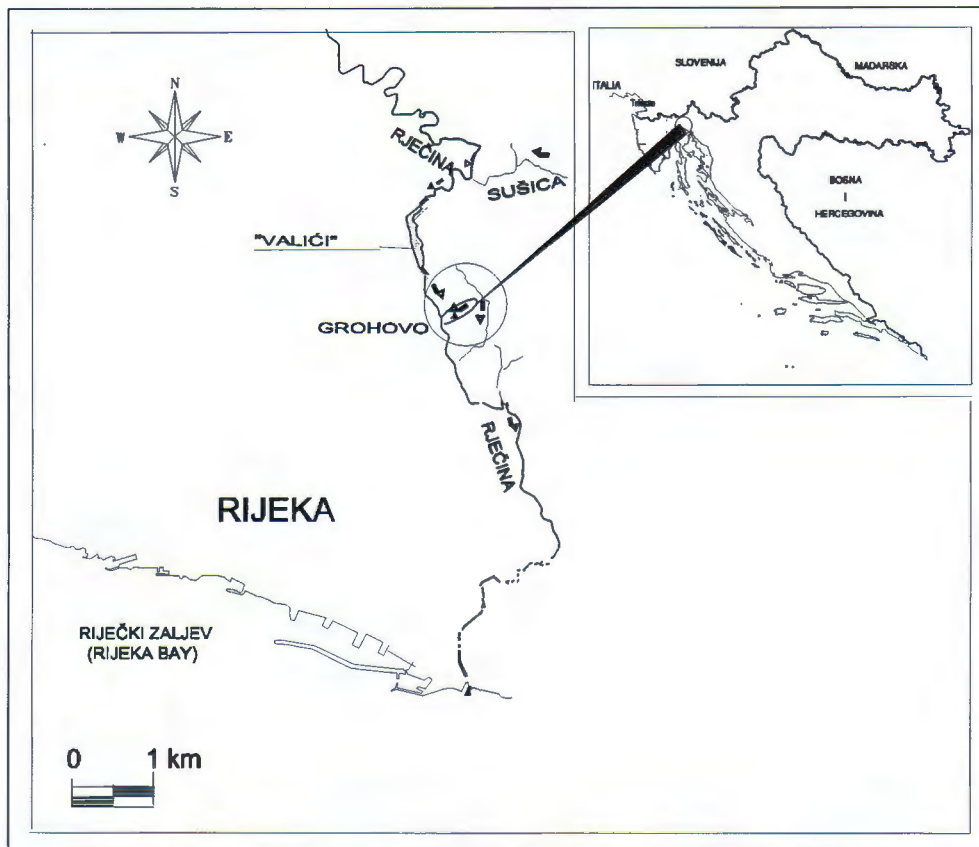 N
W
E
S
RJEČINA
SUŠICA
"VALIĆI"
GROHOVO
RJEČINA
RIJEKA
RIJEČKI ZALJEV
(RIJEKA BAY)
0 1 km
SLOVENIJA
MAĐARSKA
ITALIA
Trieste
BOSNA
I
HERCEGOVINA